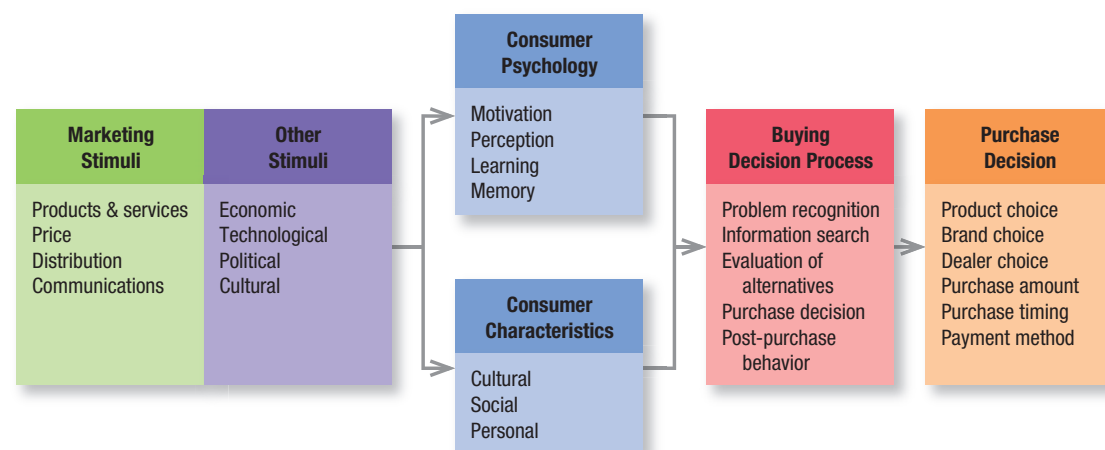 Marketing
Stimuli
Products & services
Price
Distribution
Communications
Other
Stimuli
Economic
Technological
Political
Cultural
Consumer
Psychology
Motivation
Perception
Learning
Memory
Consumer
Characteristics
Cultural
Social
Personal
Buying
Decision Process
Problem recognition
Information search
Evaluation of
alternatives
Purchase decision
Post-purchase
behavior
Purchase
Decision
Product choice
Brand choice
Dealer choice
Purchase amount
Purchase timing
Payment method